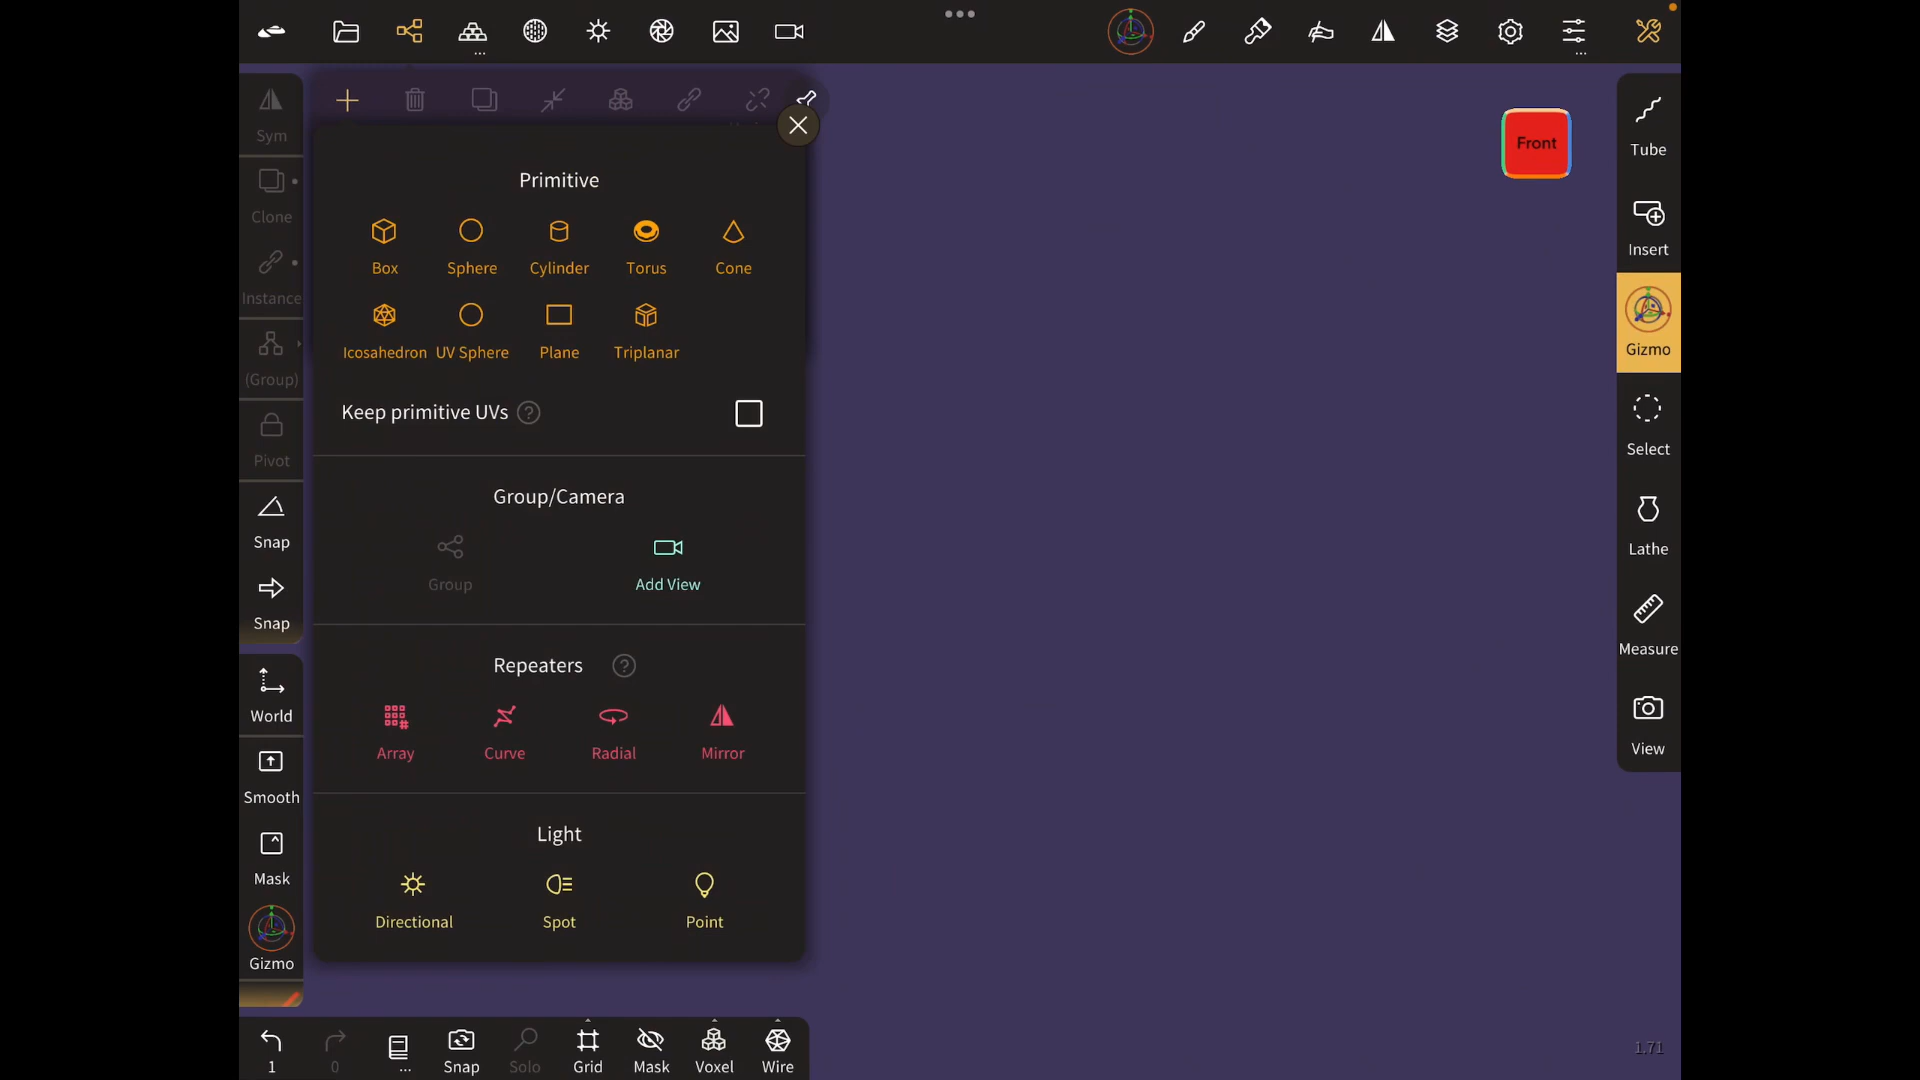 Sym
Clone
Instance
(Group)
Pivot
Snap
Snap
World
Smooth
Mask
Gizmo
Primitive
Box Sphere Cylinder Torus Cone
Icosahedron UV Sphere Plane Triplanar
Keep primitive UVs ?
Group/Camera
Group Add View
Repeaters ?
Array Curve Radial Mirror
Light
Directional Spot Point
Front
Tube
Insert
Gizmo
Select
Lathe
Measure
View
1 0 ... Snap Solo Grid Mask Voxel Wire
1.71